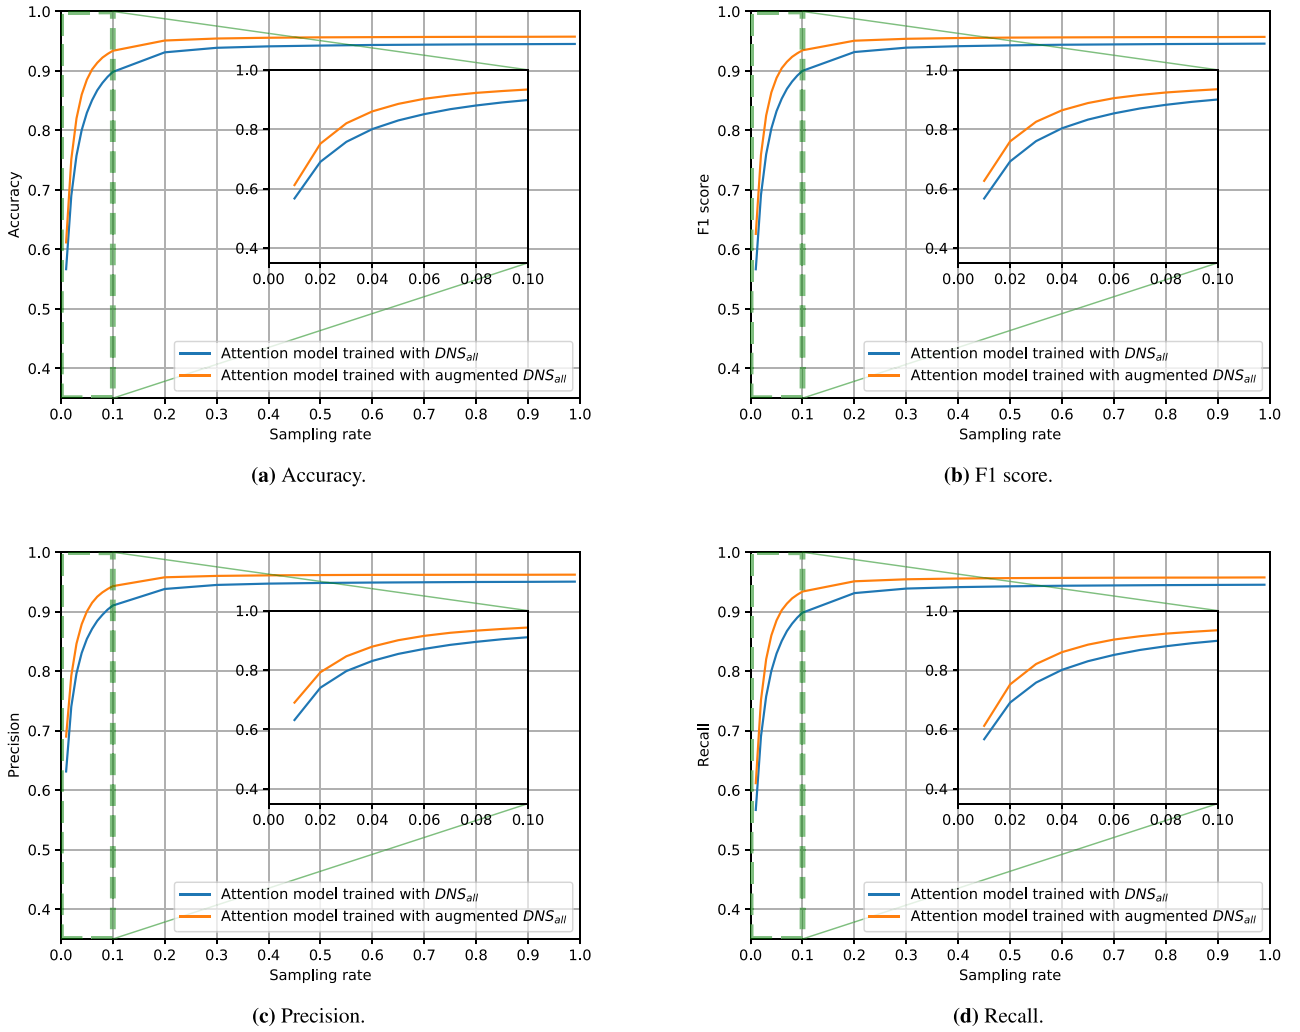 1.0
0.9
0.8
0.7
0.6
0.5
0.4
Accuracy
1.0
0.8
0.6
0.4
0.00 0.02 0.04 0.06 0.08 0.10
Attention model trained with DNS_all
Attention model trained with augmented DNS_all
0.0 0.1 0.2 0.3 0.4 0.5 0.6 0.7 0.8 0.9 1.0
Sampling rate
(a) Accuracy.
1.0
0.9
0.8
0.7
0.6
0.5
0.4
F1 score
1.0
0.8
0.6
0.4
0.00 0.02 0.04 0.06 0.08 0.10
Attention model trained with DNS_all
Attention model trained with augmented DNS_all
0.0 0.1 0.2 0.3 0.4 0.5 0.6 0.7 0.8 0.9 1.0
Sampling rate
(b) F1 score.
1.0
0.9
0.8
0.7
0.6
0.5
0.4
Precision
1.0
0.8
0.6
0.4
0.00 0.02 0.04 0.06 0.08 0.10
Attention model trained with DNS_all
Attention model trained with augmented DNS_all
0.0 0.1 0.2 0.3 0.4 0.5 0.6 0.7 0.8 0.9 1.0
Sampling rate
(c) Precision.
1.0
0.9
0.8
0.7
0.6
0.5
0.4
Recall
1.0
0.8
0.6
0.4
0.00 0.02 0.04 0.06 0.08 0.10
Attention model trained with DNS_all
Attention model trained with augmented DNS_all
0.0 0.1 0.2 0.3 0.4 0.5 0.6 0.7 0.8 0.9 1.0
Sampling rate
(d) Recall.